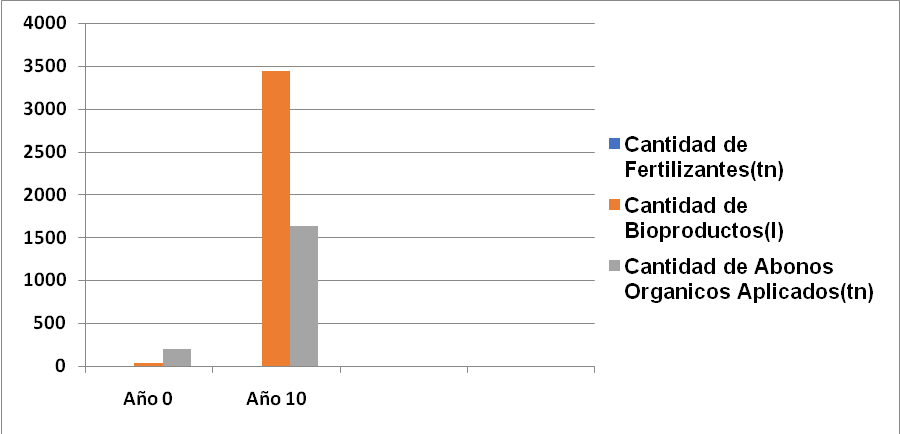 4000
3500
3000
2500
2000
1500
1000
500
0
Año 0
Año 10
Cantidad de
Fertilizantes(tn)
Cantidad de
Bioproductos(l)
Cantidad de Abonos
Organicos Aplicados(tn)